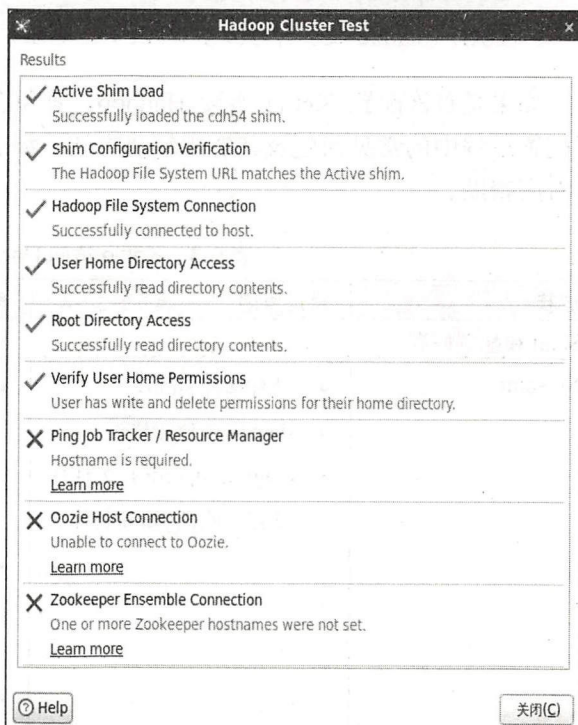 Hadoop Cluster Test
Results
Active Shim Load
Successfully loaded the cdh54 shim.
Shim Configuration Verification
The Hadoop File System URL matches the Active shim.
Hadoop File System Connection
Successfully connected to host.
User Home Directory Access
Successfully read directory contents.
Root Directory Access
Successfully read directory contents.
Verify User Home Permissions
User has write and delete permissions for their home directory.
Ping Job Tracker / Resource Manager
Hostname is required.
Learn more
Oozie Host Connection
Unable to connect to Oozie.
Learn more
Zookeeper Ensemble Connection
One or more Zookeeper hostnames were not set.
Learn more
Help
关闭(C)